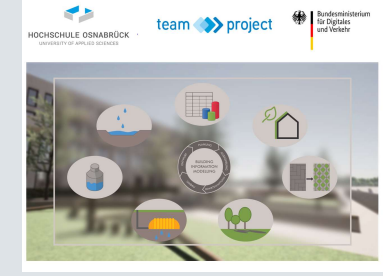 HOCHSCHULE OSNABRÜCK
UNIVERSITY OF APPLIED SCIENCES
team project
Bundesministerium
für Digitales
und Verkehr
BUILDING
INFORMATION
MODELING